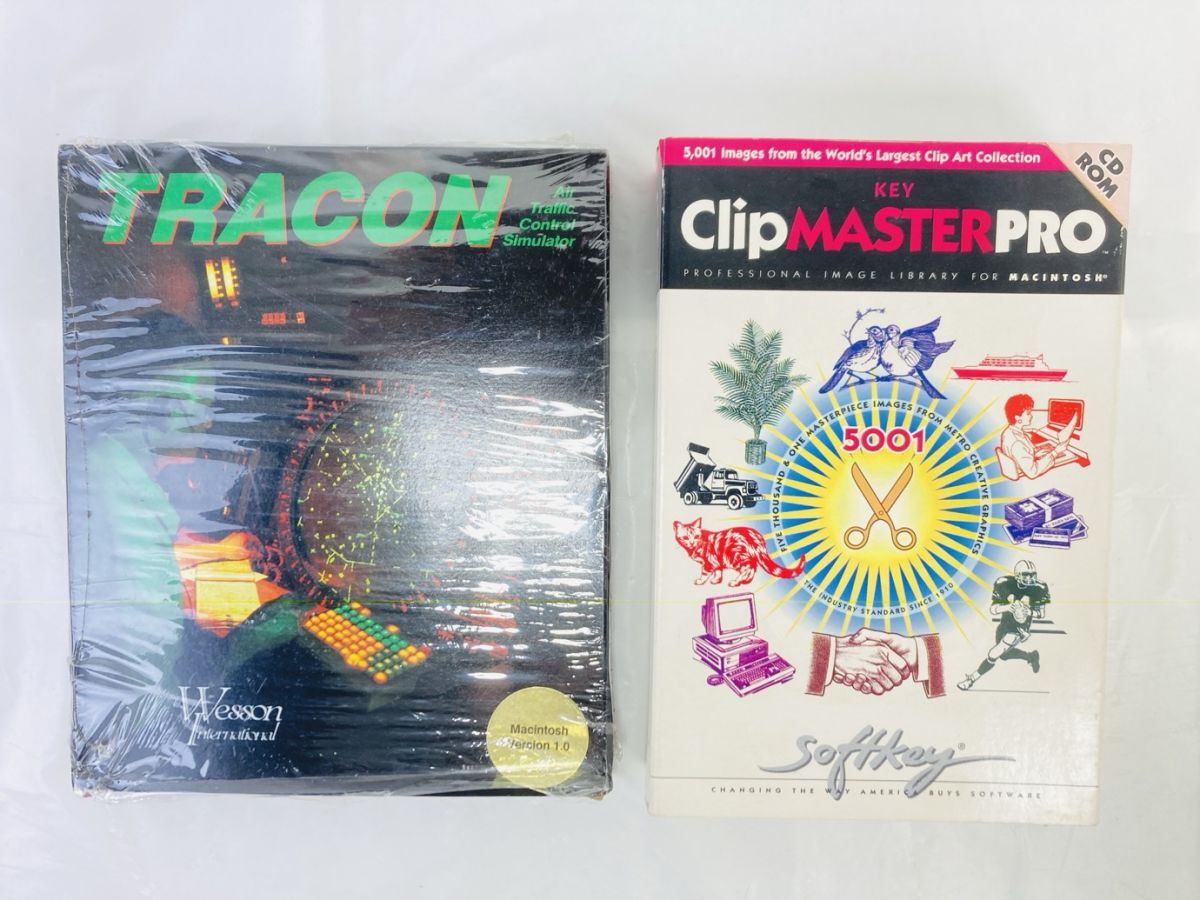 TRACON
Air
Traffic
Control
Simulator
Wesson
International
Macintosh
Version 1.0
5,001 Images from the World's Largest Clip Art Collection
CD
ROM
KEY
ClipMASTERPRO™
PROFESSIONAL IMAGE LIBRARY FOR MACINTOSH®
FIVE THOUSAND & ONE MASTERPIECE IMAGES FROM METRO CREATIVE GRAPHICS
5001
THE INDUSTRY STANDARD SINCE 1910
Softkey®
CHANGING THE WAY AMERICA BUYS SOFTWARE